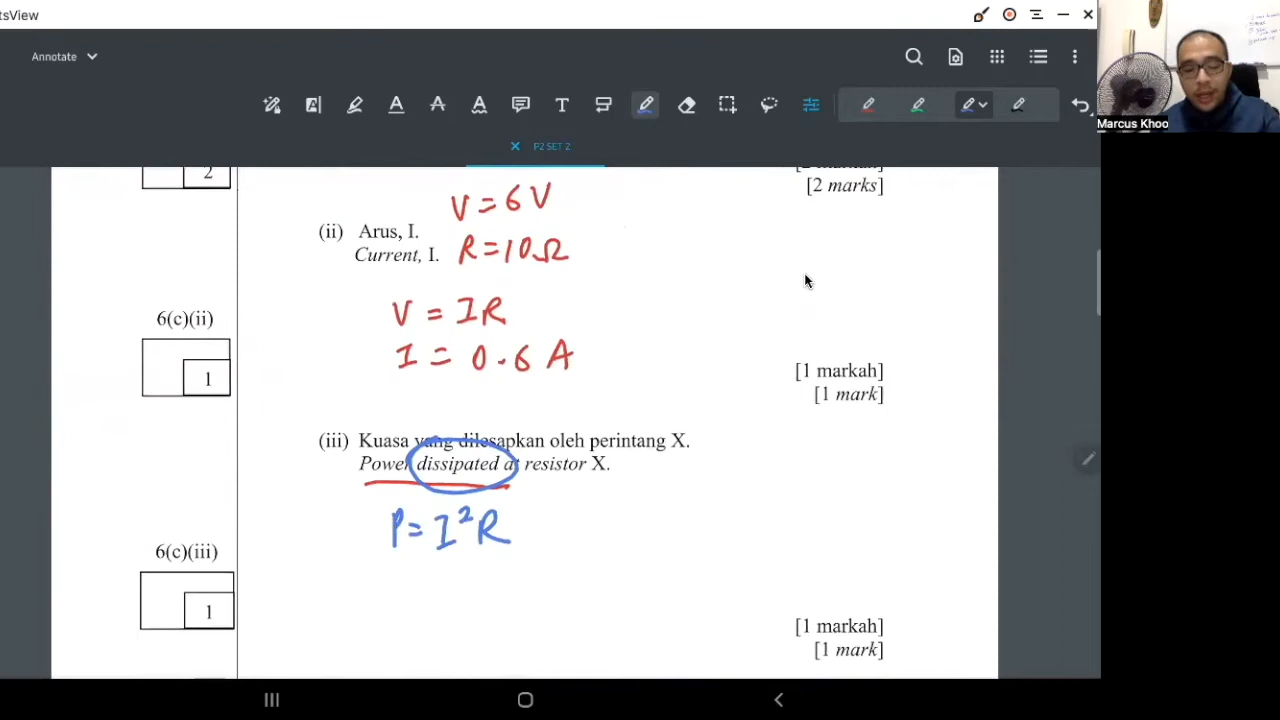 tsView
Annotate
Marcus Khoo
P2 SET 2
2
[2 marks]
V = 6 V
(ii) Arus, I.
Current, I.
R = 10 Ω
V = IR
I = 0.6 A
6(c)(ii)
1
[1 markah]
[1 mark]
(iii) Kuasa yang dilesapkan oleh perintang X.
Power dissipated at resistor X.
P = I²R
6(c)(iii)
1
[1 markah]
[1 mark]